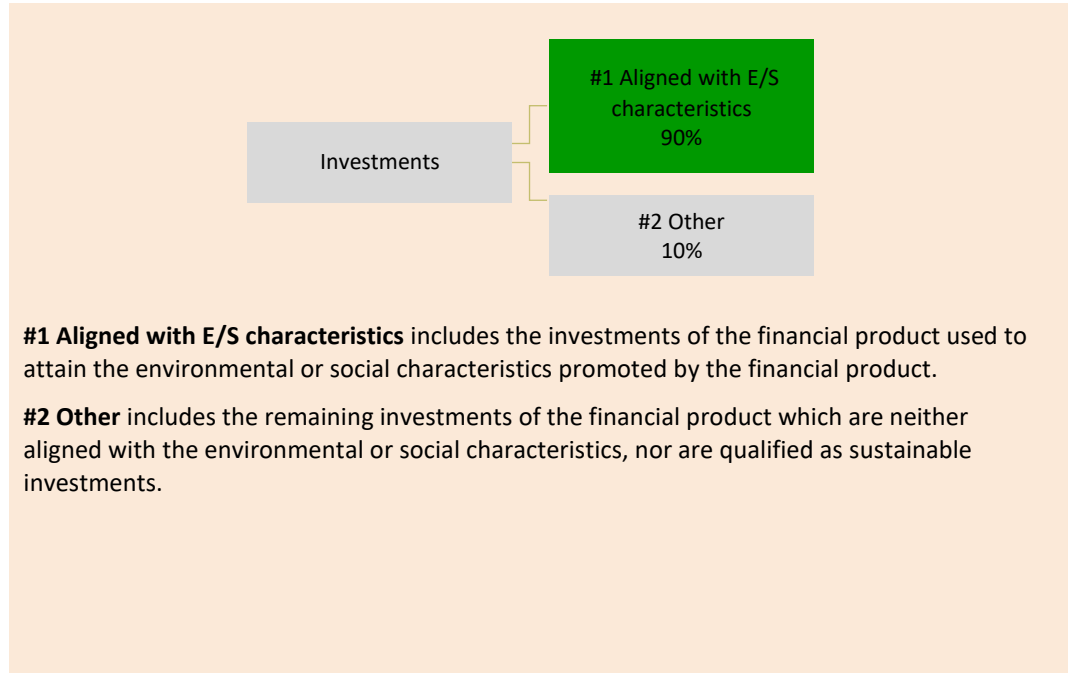 #1 Aligned with E/S
characteristics
90%
Investments
#2 Other
10%
#1 Aligned with E/S characteristics includes the investments of the financial product used to
attain the environmental or social characteristics promoted by the financial product.
#2 Other includes the remaining investments of the financial product which are neither
aligned with the environmental or social characteristics, nor are qualified as sustainable
investments.